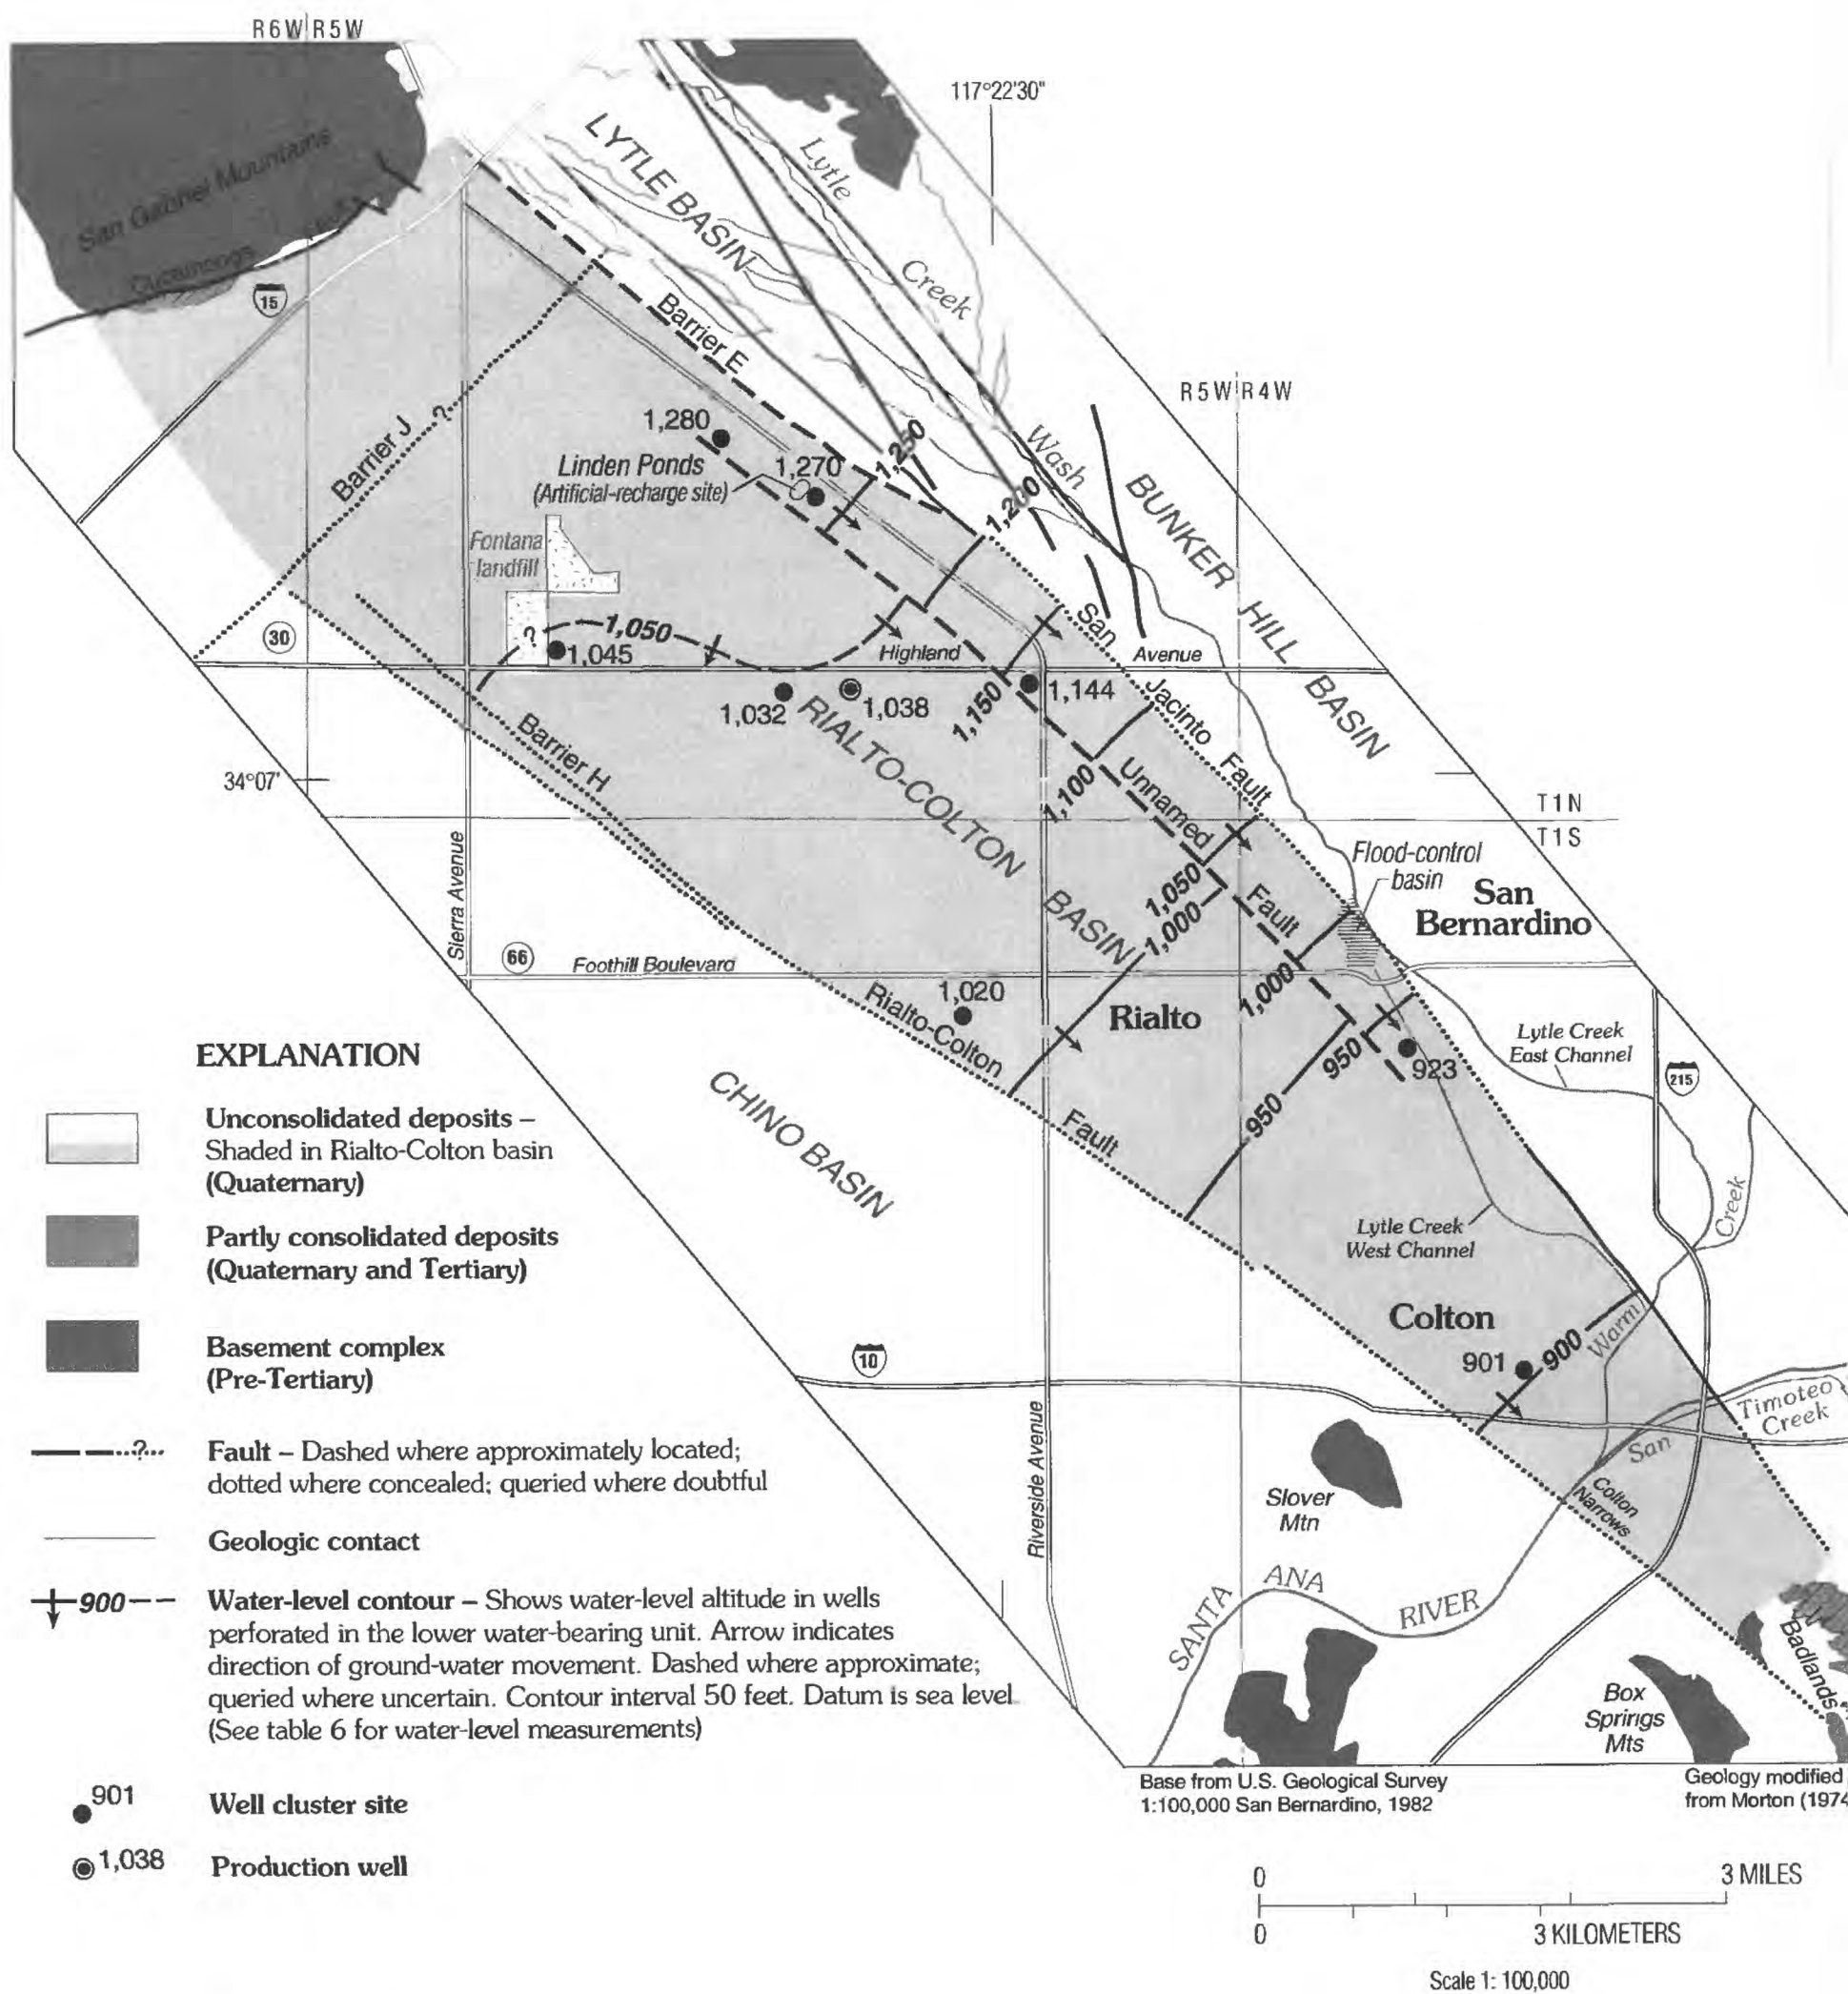 R6W R5W
117°22'30"
San Gabriel Mountains
Cucamonga
Fault
15
LYTLE BASIN
Lytle
Creek
Wash
Barrier E
Barrier J
?
R5W R4W
1,280
Linden Ponds
(Artificial-recharge site)
1,270
1,250
1,200
BUNKER HILL BASIN
Fontana
landfill
30
?
1,050
1,045
Highland
Avenue
San
Jacinto
Fault
1,032
1,038
1,150
1,144
RIALTO-COLTON BASIN
Barrier H
34°07'
1,100
Unnamed
Fault
T1N
T1S
Flood-control
basin
San
Bernardino
Sierra Avenue
1,050
1,000
66
Foothill Boulevard
1,020
Rialto-Colton
Fault
Rialto
1,000
950
923
950
Lytle Creek
East Channel
215
CHINO BASIN
Creek
Lytle Creek
West Channel
Colton
901
900
Warm
10
Timoteo
Creek
San
Riverside Avenue
Slover
Mtn
Colton
Narrows
SANTA ANA RIVER
Box
Springs
Mts
Badlands
EXPLANATION
Unconsolidated deposits –
Shaded in Rialto-Colton basin
(Quaternary)
Partly consolidated deposits
(Quaternary and Tertiary)
Basement complex
(Pre-Tertiary)
?
Fault – Dashed where approximately located;
dotted where concealed; queried where doubtful
Geologic contact
900
Water-level contour – Shows water-level altitude in wells
perforated in the lower water-bearing unit. Arrow indicates
direction of ground-water movement. Dashed where approximate;
queried where uncertain. Contour interval 50 feet. Datum is sea level
(See table 6 for water-level measurements)
901
Well cluster site
1,038
Production well
Base from U.S. Geological Survey
1:100,000 San Bernardino, 1982
Geology modified
from Morton (1974
0 3 MILES
0 3 KILOMETERS
Scale 1: 100,000